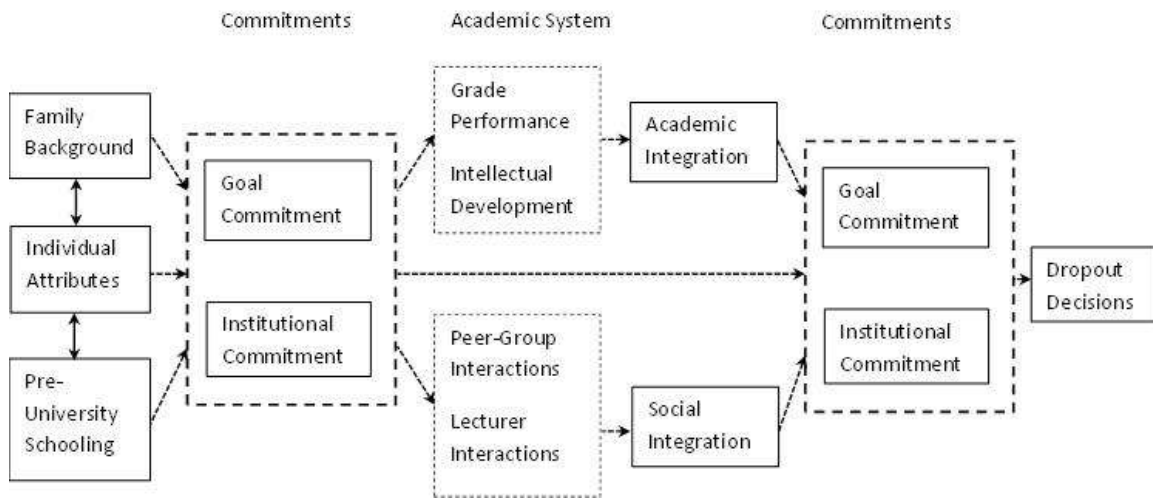 Commitments
Academic System
Commitments
Family
Background
Individual
Attributes
Pre-
University
Schooling
Goal
Commitment
Institutional
Commitment
Grade
Performance
Intellectual
Development
Peer-Group
Interactions
Lecturer
Interactions
Academic
Integration
Social
Integration
Goal
Commitment
Institutional
Commitment
Dropout
Decisions